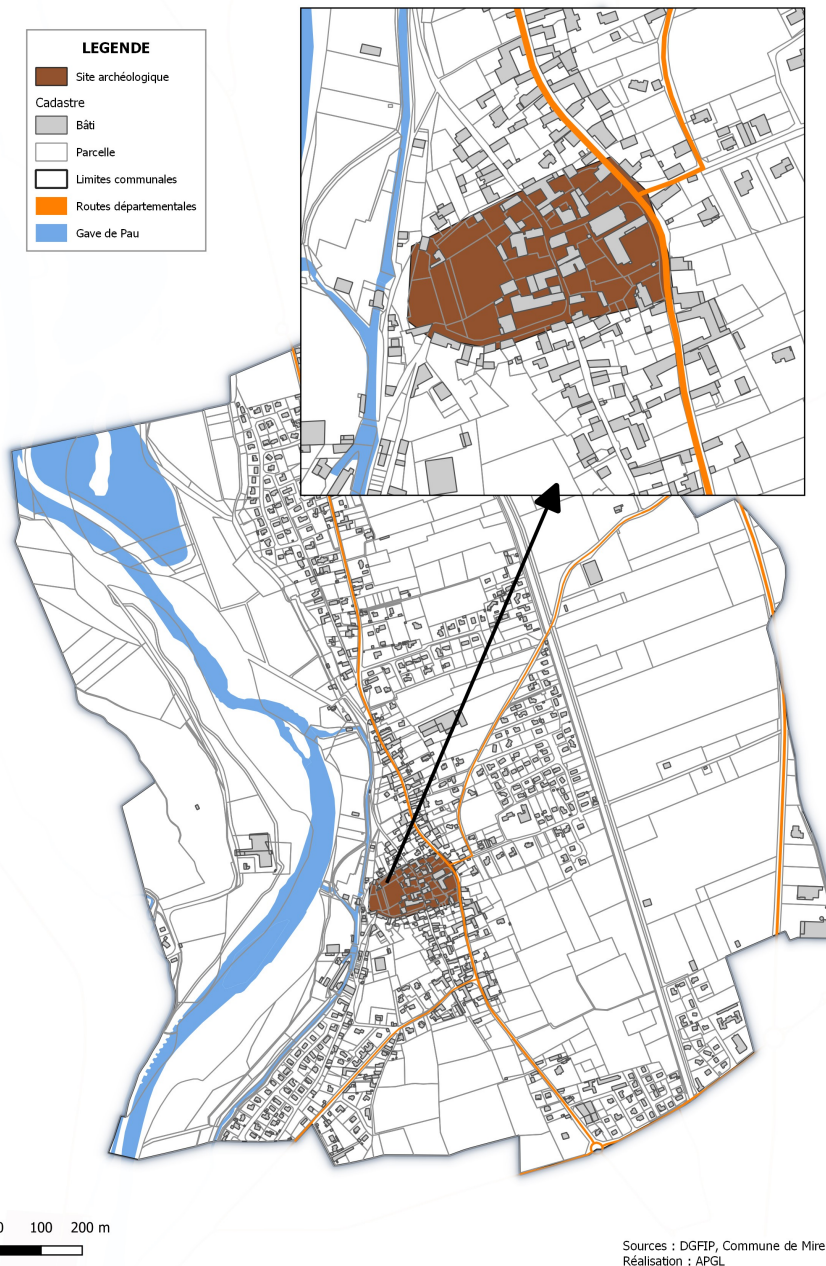 LEGENDE
Site archéologique
Cadastre
Bâti
Parcelle
Limites communales
Routes départementales
Gave de Pau
0 100 200 m
Sources : DGFIP, Commune de Mire
Réalisation : APGL